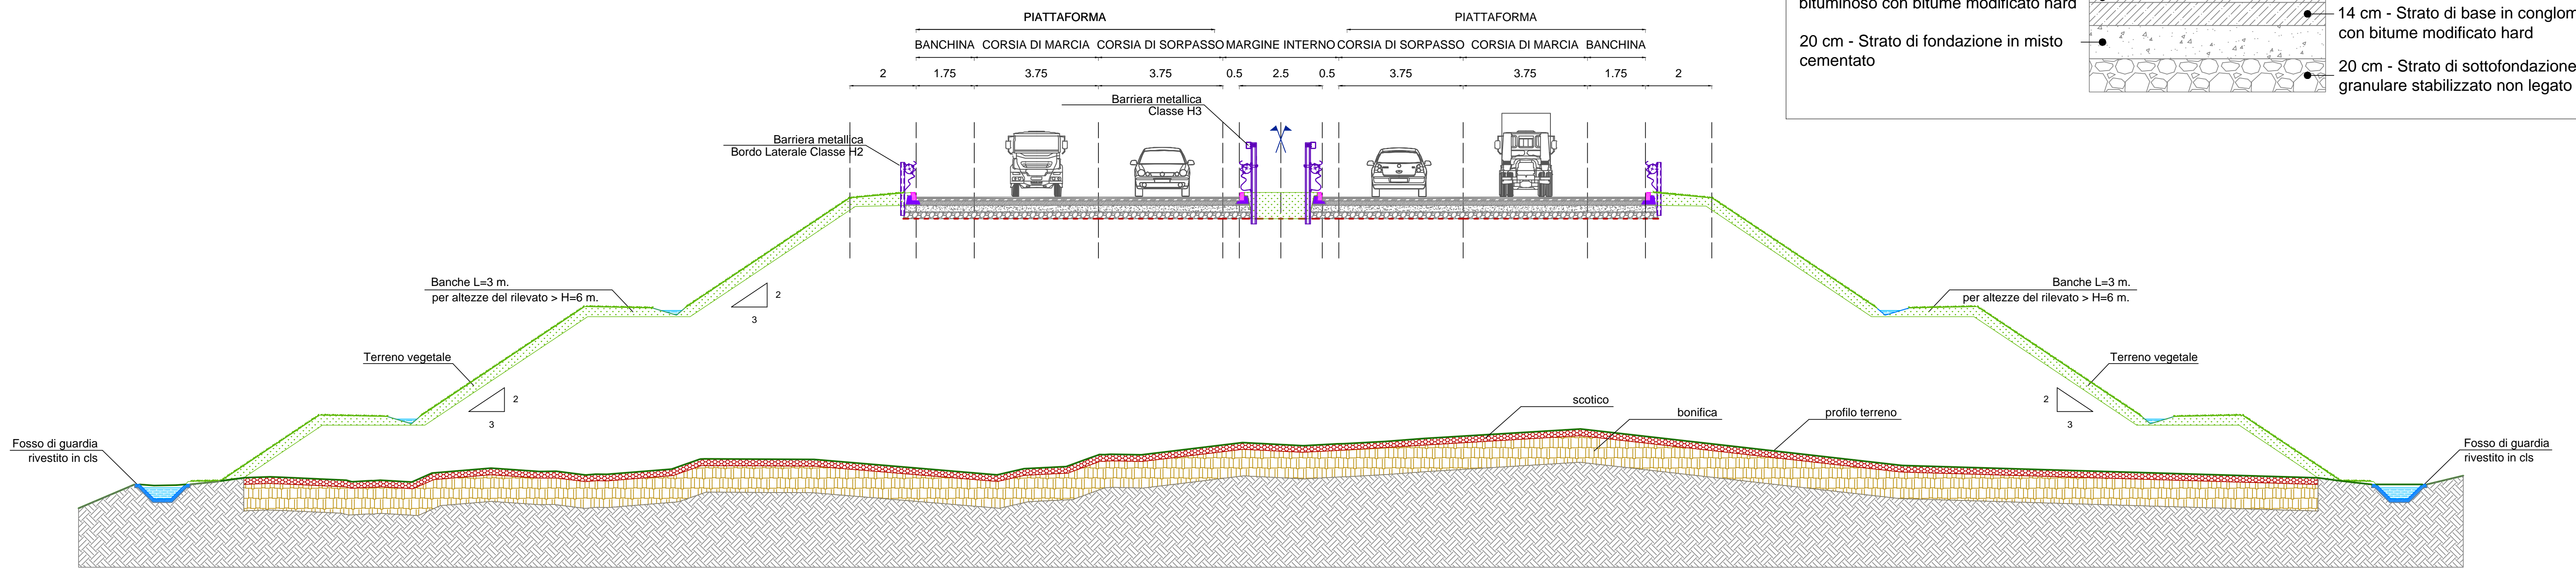 PIATTAFORMA
PIATTAFORMA
BANCHINA CORSIA DI MARCIA CORSIA DI SORPASSO MARGINE INTERNO CORSIA DI SORPASSO CORSIA DI MARCIA BANCHINA
2 1.75 3.75 3.75 0.5 2.5 0.5 3.75 3.75 1.75 2
bituminoso con bitume modificato hard
20 cm - Strato di fondazione in misto
cementato
14 cm - Strato di base in conglom
con bitume modificato hard
20 cm - Strato di sottofondazione
granulare stabilizzato non legato
Barriera metallica
Classe H3
Barriera metallica
Bordo Laterale Classe H2
Banche L=3 m.
per altezze del rilevato > H=6 m.
2
3
Banche L=3 m.
per altezze del rilevato > H=6 m.
Terreno vegetale
2
3
Terreno vegetale
2
3
scotico
bonifica
profilo terreno
Fosso di guardia
rivestito in cls
Fosso di guardia
rivestito in cls